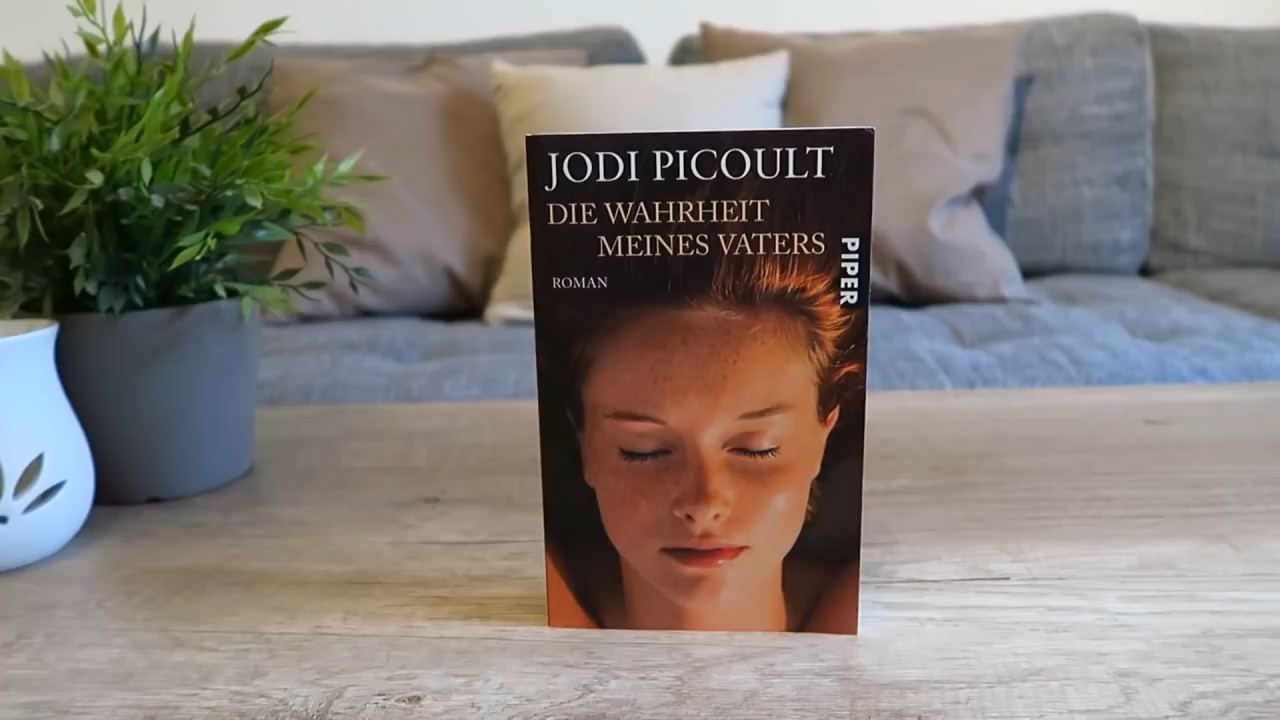 JODI PICOULT
DIE WAHRHEIT
MEINES VATERS
ROMAN
PIPER